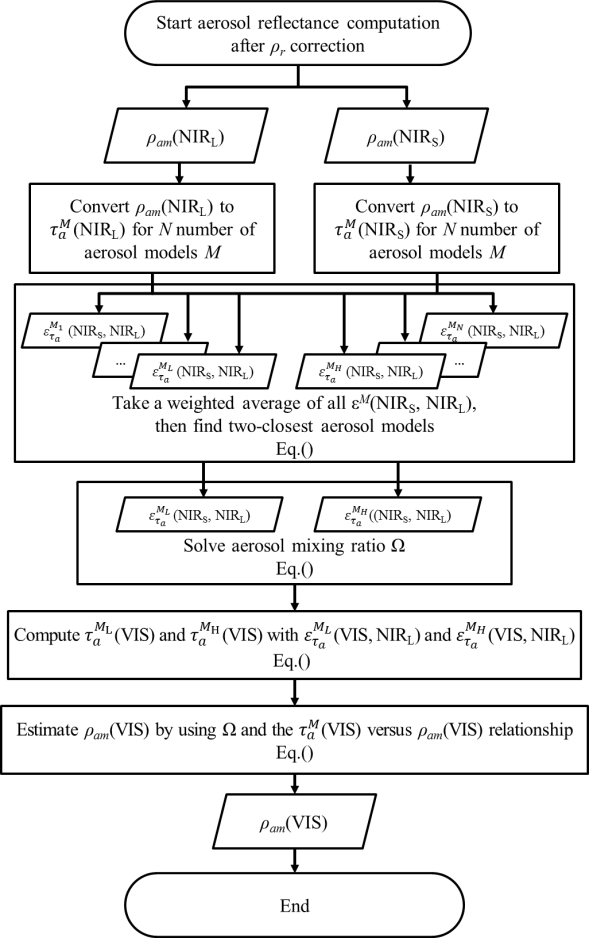 Start aerosol reflectance computation
after ρr correction
ρam(NIRL)
ρam(NIRS)
Convert ρam(NIRL) to
τaM(NIRL) for N number of
aerosol models M
Convert ρam(NIRS) to
τaM(NIRS) for N number of
aerosol models M
ετaM1(NIRS, NIRL)
...
ετaML(NIRS, NIRL)
ετaMH(NIRS, NIRL)
...
ετaMN(NIRS, NIRL)
Take a weighted average of all εM(NIRS, NIRL),
then find two-closest aerosol models
Eq.()
ετaML(NIRS, NIRL)
ετaMH((NIRS, NIRL)
Solve aerosol mixing ratio Ω
Eq.()
Compute τaML(VIS) and τaMH(VIS) with ετaML(VIS, NIRL) and ετaMH(VIS, NIRL)
Eq.()
Estimate ρam(VIS) by using Ω and the τaM(VIS) versus ρam(VIS) relationship
Eq.()
ρam(VIS)
End